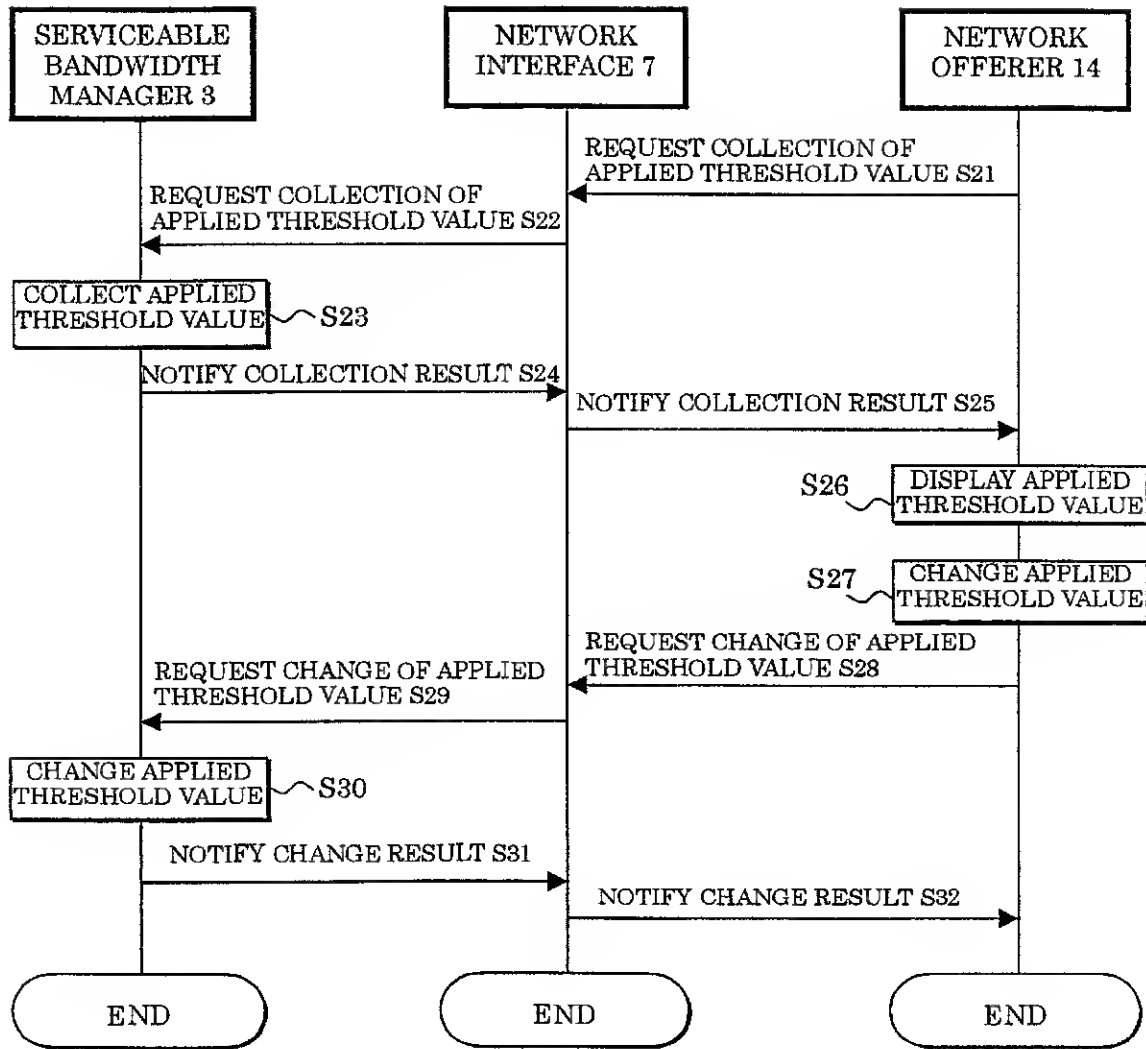 SERVICEABLE
BANDWIDTH
MANAGER 3
NETWORK
INTERFACE 7
NETWORK
OFFERER 14
REQUEST COLLECTION OF
APPLIED THRESHOLD VALUE S21
REQUEST COLLECTION OF
APPLIED THRESHOLD VALUE S22
COLLECT APPLIED
THRESHOLD VALUE
S23
NOTIFY COLLECTION RESULT S24
NOTIFY COLLECTION RESULT S25
S26
DISPLAY APPLIED
THRESHOLD VALUE
S27
CHANGE APPLIED
THRESHOLD VALUE
REQUEST CHANGE OF APPLIED
THRESHOLD VALUE S28
REQUEST CHANGE OF APPLIED
THRESHOLD VALUE S29
CHANGE APPLIED
THRESHOLD VALUE
S30
NOTIFY CHANGE RESULT S31
NOTIFY CHANGE RESULT S32
END
END
END